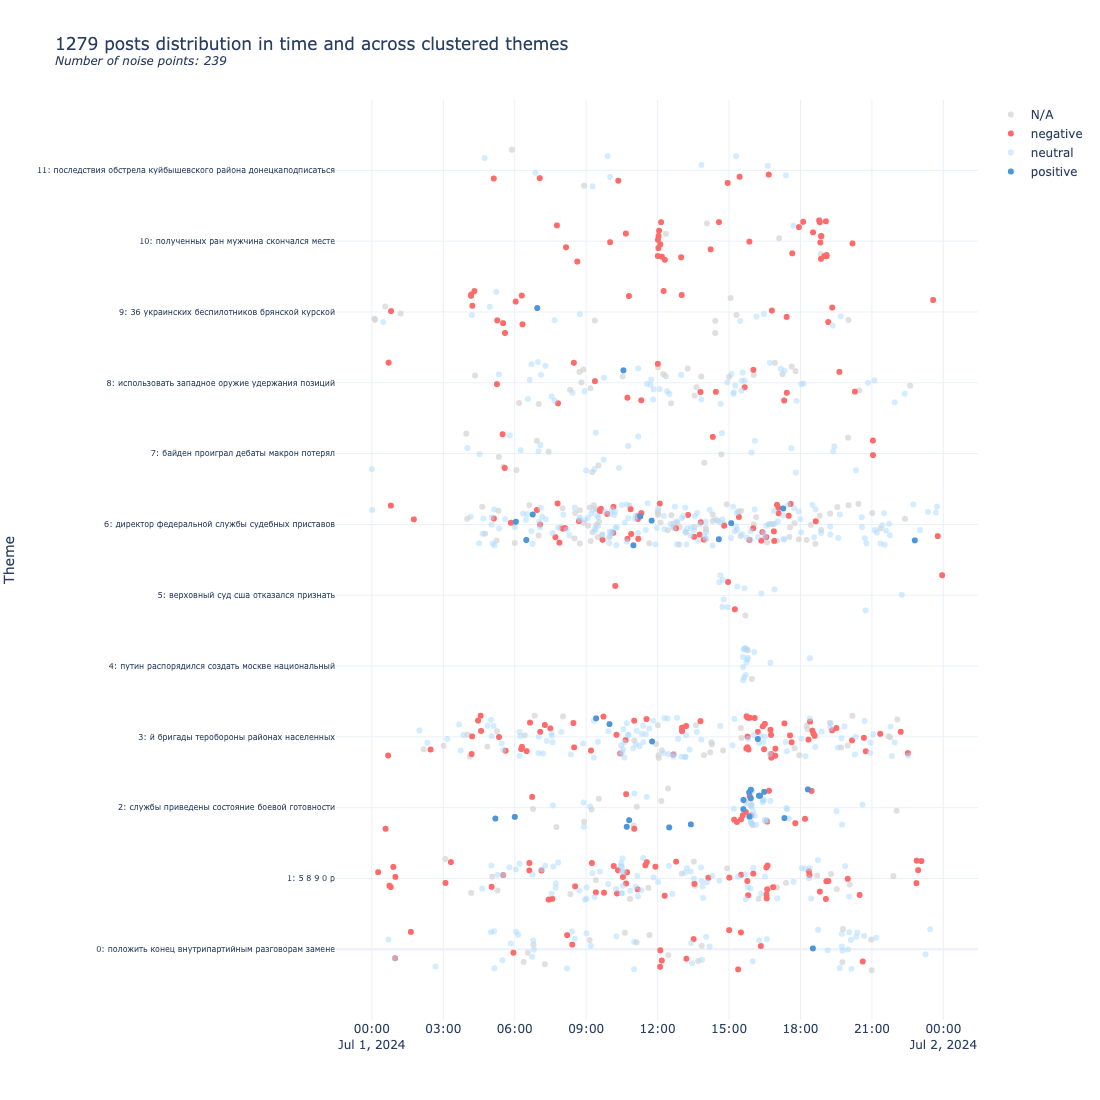 1279 posts distribution in time and across clustered themes
Number of noise points: 239
N/A
negative
neutral
positive
Theme
11: последствия обстрела куйбышевского района донецкаподписаться
10: полученных ран мужчина скончался месте
9: 36 украинских беспилотников брянской курской
8: использовать западное оружие удержания позиций
7: байден проиграл дебаты макрон потерял
6: директор федеральной службы судебных приставов
5: верховный суд сша отказался признать
4: путин распорядился создать москве национальный
3: й бригады теробороны районах населенных
2: службы приведены состояние боевой готовности
1: 5 8 9 0 р
0: положить конец внутрипартийным разговорам замене
00:00 03:00 06:00 09:00 12:00 15:00 18:00 21:00 00:00
Jul 1, 2024 Jul 2, 2024